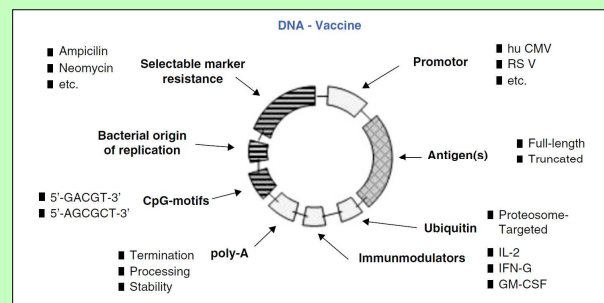 DNA - Vaccine
Ampicilin
Neomycin
etc.
Selectable marker
resistance
Promotor
hu CMV
RS V
etc.
Bacterial origin
of replication
Antigen(s)
Full-length
Truncated
5'-GACGT-3'
5'-AGCGCT-3'
CpG-motifs
Ubiquitin
Proteosome-
Targeted
poly-A
Termination
Processing
Stability
Immunmodulators
IL-2
IFN-G
GM-CSF